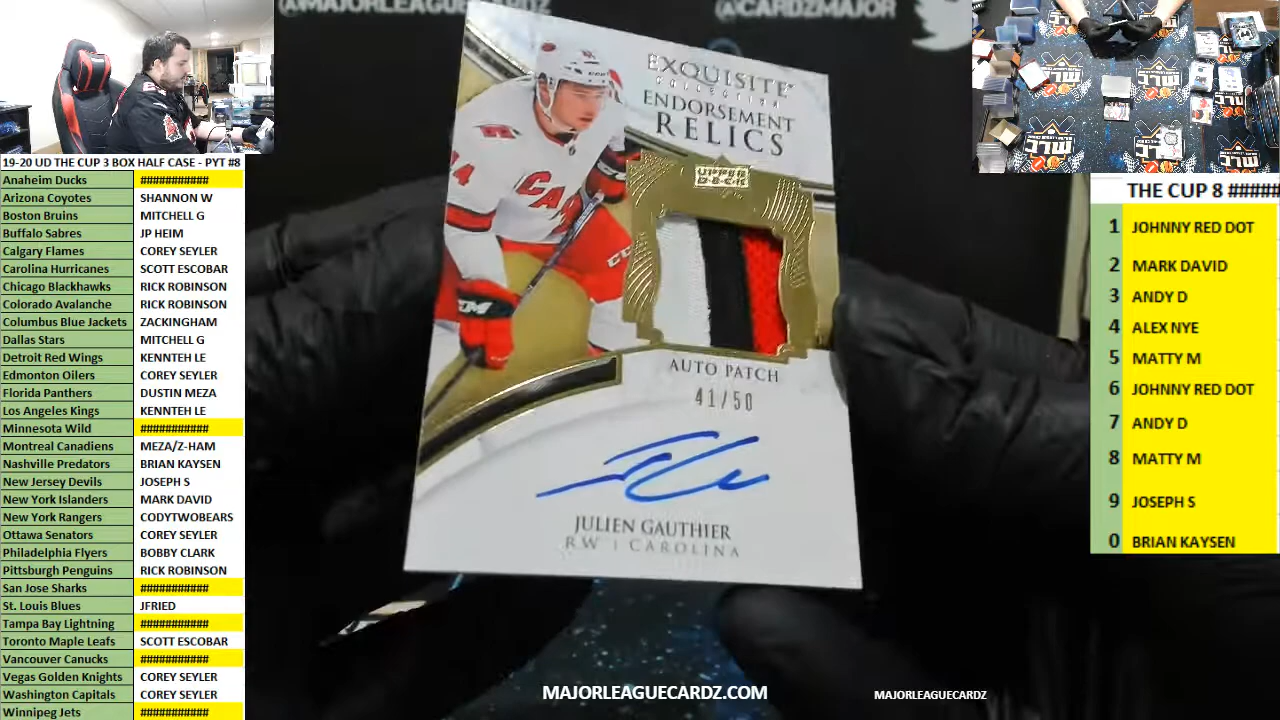 @MAJORLEAGUECARDZ
@CARDZMAJOR
19-20 UD THE CUP 3 BOX HALF CASE - PYT #8
Anaheim Ducks ###########
Arizona Coyotes SHANNON W
Boston Bruins MITCHELL G
Buffalo Sabres JP HEIM
Calgary Flames COREY SEYLER
Carolina Hurricanes SCOTT ESCOBAR
Chicago Blackhawks RICK ROBINSON
Colorado Avalanche RICK ROBINSON
Columbus Blue Jackets ZACKINGHAM
Dallas Stars MITCHELL G
Detroit Red Wings KENNTEH LE
Edmonton Oilers COREY SEYLER
Florida Panthers DUSTIN MEZA
Los Angeles Kings KENNTEH LE
Minnesota Wild ###########
Montreal Canadiens MEZA/Z-HAM
Nashville Predators BRIAN KAYSEN
New Jersey Devils JOSEPH S
New York Islanders MARK DAVID
New York Rangers CODYTWOBEARS
Ottawa Senators COREY SEYLER
Philadelphia Flyers BOBBY CLARK
Pittsburgh Penguins RICK ROBINSON
San Jose Sharks ###########
St. Louis Blues JFRIED
Tampa Bay Lightning ###########
Toronto Maple Leafs SCOTT ESCOBAR
Vancouver Canucks ###########
Vegas Golden Knights COREY SEYLER
Washington Capitals COREY SEYLER
Winnipeg Jets ###########
EXQUISITE
COLLECTION
ENDORSEMENT
RELICS
UPPER
DECK
AUTO PATCH
41/50
JULIEN GAUTHIER
RW | CAROLINA
CCM
MAJORLEAGUECARDZ.COM
MAJORLEAGUECARDZ
THE CUP 8 #####
1 JOHNNY RED DOT
2 MARK DAVID
3 ANDY D
4 ALEX NYE
5 MATTY M
6 JOHNNY RED DOT
7 ANDY D
8 MATTY M
9 JOSEPH S
0 BRIAN KAYSEN